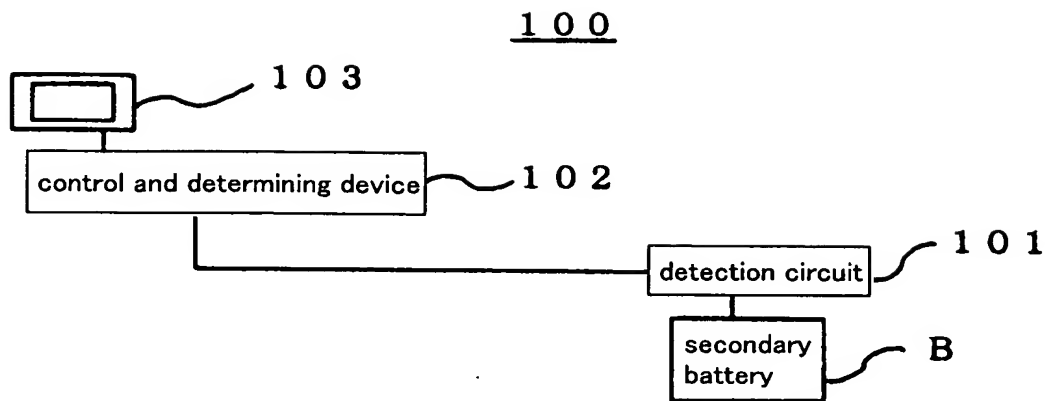 １００
１０３
control and determining device
１０２
１０１
detection circuit
secondary
battery
B